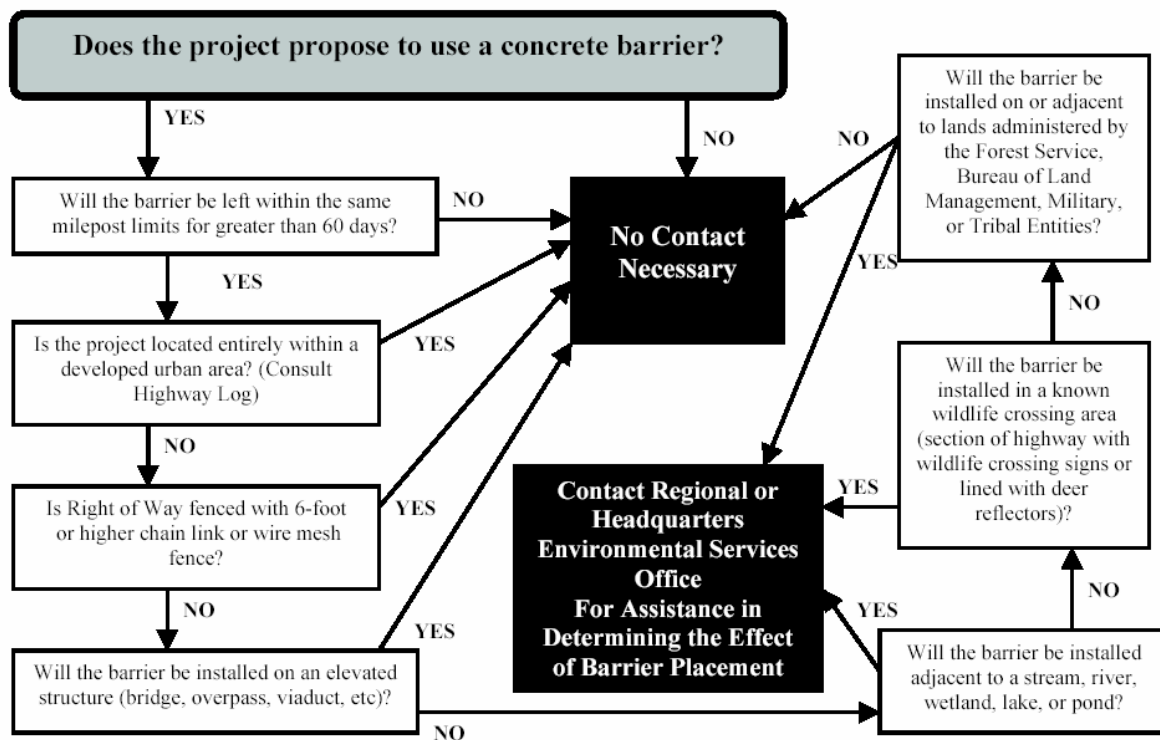 Does the project propose to use a concrete barrier?
YES
NO
Will the barrier be left within the same
milepost limits for greater than 60 days?
NO
YES
Is the project located entirely within a
developed urban area? (Consult
Highway Log)
YES
NO
Is Right of Way fenced with 6-foot
or higher chain link or wire mesh
fence?
YES
NO
Will the barrier be installed on an elevated
structure (bridge, overpass, viaduct, etc)?
YES
NO
No Contact
Necessary
Contact Regional or
Headquarters
Environmental Services
Office
For Assistance in
Determining the Effect
of Barrier Placement
Will the barrier be installed
adjacent to a stream, river,
wetland, lake, or pond?
YES
NO
Will the barrier be
installed in a known
wildlife crossing area
(section of highway with
wildlife crossing signs or
lined with deer
reflectors)?
YES
NO
Will the barrier be
installed on or adjacent
to lands administered by
the Forest Service,
Bureau of Land
Management, Military,
or Tribal Entities?
NO
YES